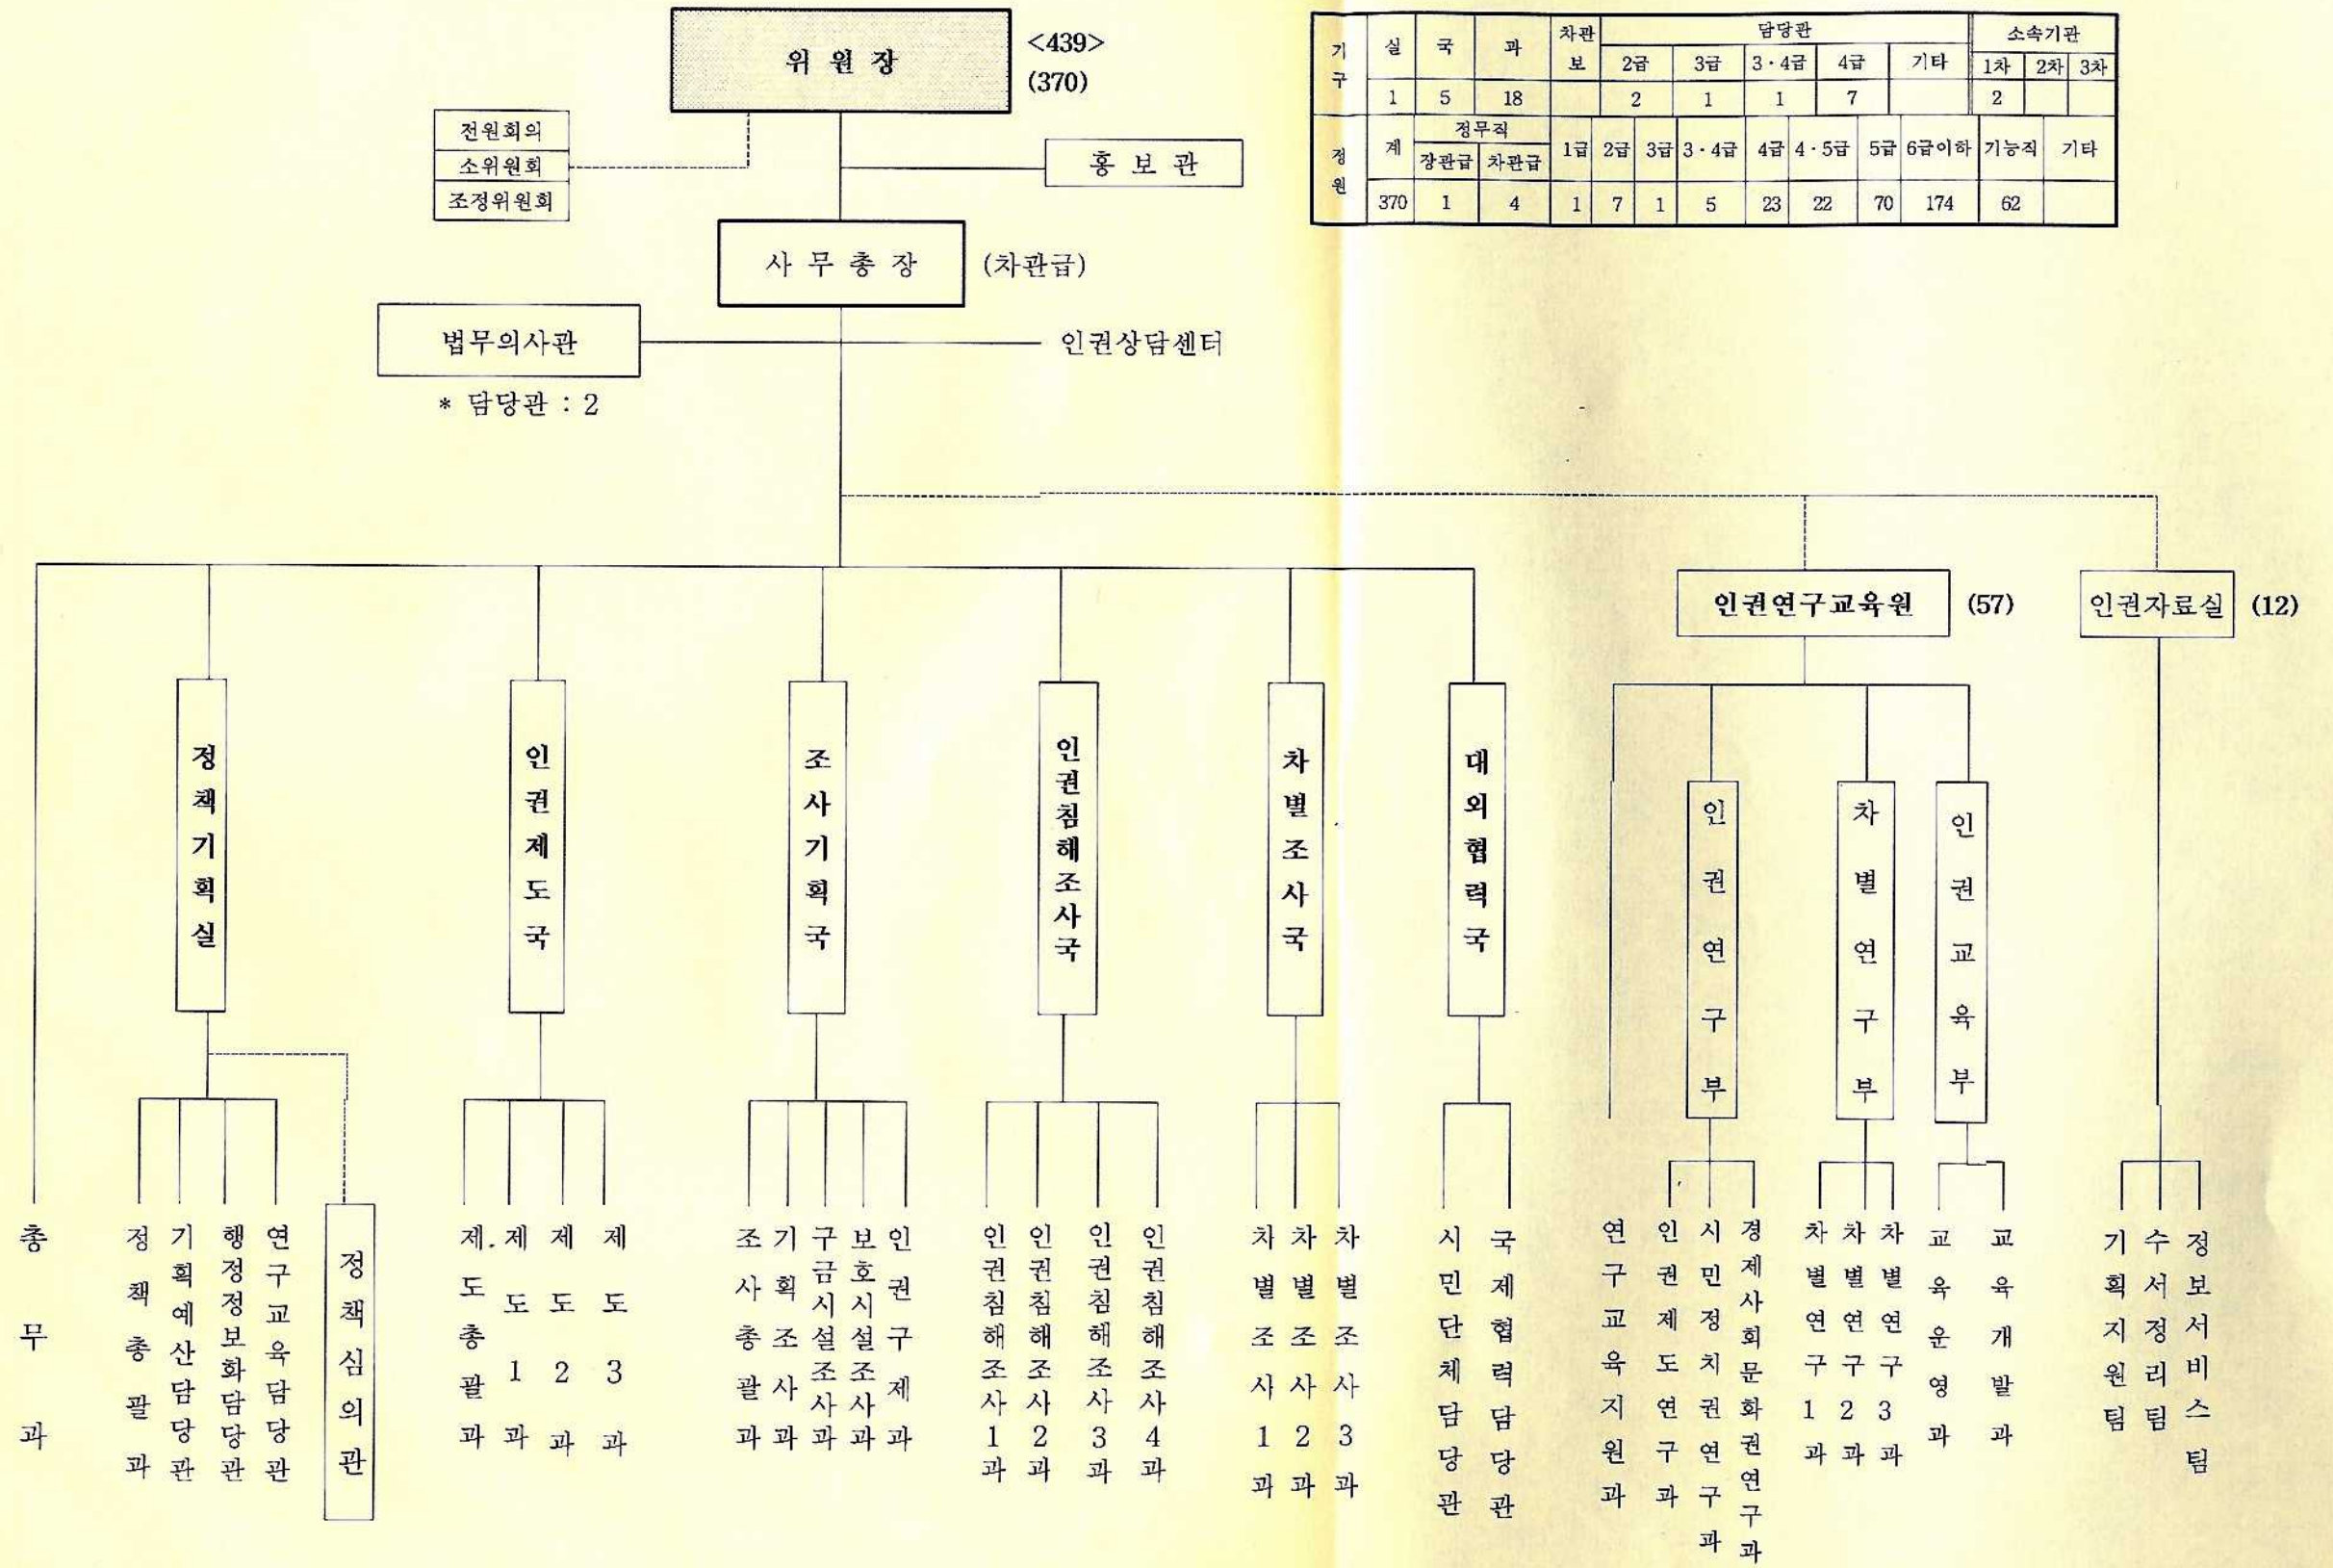 위 원 장
<439>
(370)
전원회의
소위원회
조정위원회
홍 보 관
사 무 총 장
(차관급)
법무의사관
* 담당관 : 2
인권상담센터
기구 실 국 과 차관보 담당관 소속기관
2급 3급 3·4급 4급 기타 1차 2차 3차
1 5 18 2 1 1 7 2
정원 계 정무직 1급 2급 3급 3·4급 4급 4·5급 5급 6급이하 기능직 기타
장관급 차관급
370 1 4 1 7 1 5 23 22 70 174 62
인권연구교육원
(57)
인권자료실
(12)
총무과
정책기획실
정책총괄과
기획예산담당관
행정정보화담당관
연구교육담당관
정책심의관
인권제도국
제도총괄과
제도1과
제도2과
제도3과
조사기획국
조사총괄과
기획조사과
구금시설조사과
보호시설조사과
인권구제과
인권침해조사국
인권침해조사1과
인권침해조사2과
인권침해조사3과
인권침해조사4과
차별조사국
차별조사1과
차별조사2과
차별조사3과
대외협력국
시민단체담당관
국제협력담당관
연구교육지원과
인권연구부
인권제도연구과
시민정치권연구과
경제사회문화권연구과
차별연구부
차별연구1과
차별연구2과
차별연구3과
인권교육부
교육운영과
교육개발과
기획지원팀
수서정리팀
정보서비스팀